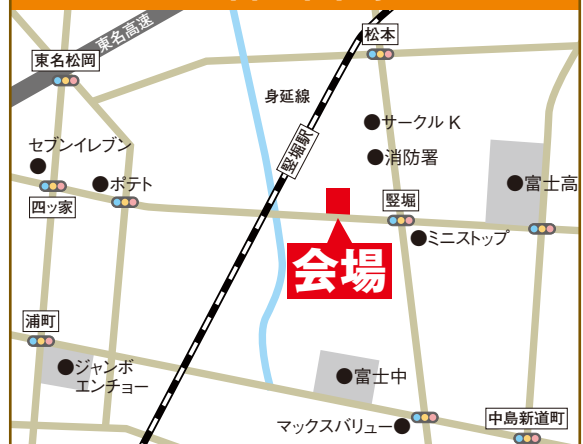 東名高速
松本
東名松岡
身延線
サークルK
セブンイレブン
竪堀駅
消防署
ポテト
富士高
四ッ家
竪堀
ミニストップ
会場
浦町
ジャンボ
エンチョー
富士中
マックスバリュー
中島新道町